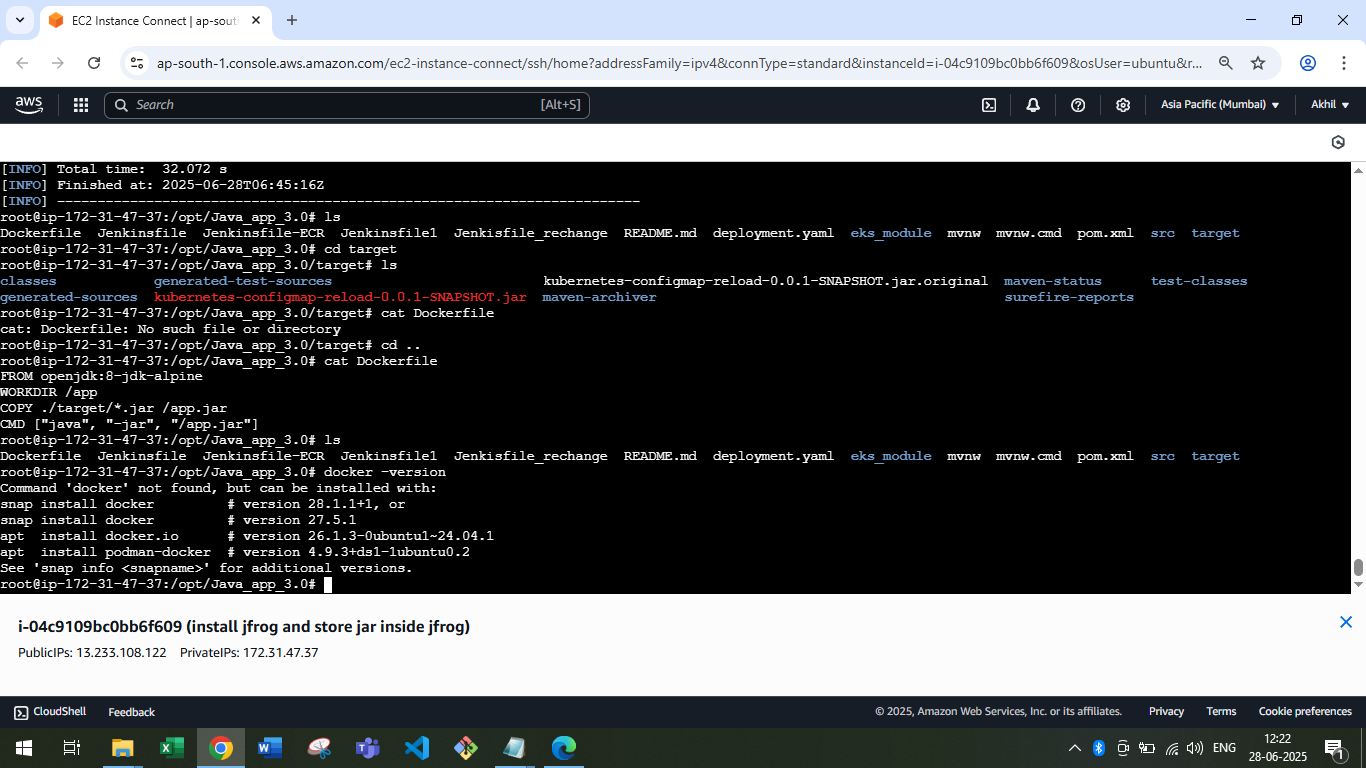 EC2 Instance Connect | ap-sout
ap-south-1.console.aws.amazon.com/ec2-instance-connect/ssh/home?addressFamily=ipv4&connType=standard&instanceId=i-04c9109bc0bb6f609&osUser=ubuntu&r...
aws Search [Alt+S] Asia Pacific (Mumbai) Akhil
[INFO] Total time:  32.072 s
[INFO] Finished at: 2025-06-28T06:45:16Z
[INFO] ------------------------------------------------------------------------
root@ip-172-31-47-37:/opt/Java_app_3.0# ls
Dockerfile  Jenkinsfile  Jenkinsfile-ECR  Jenkinsfile1  Jenkisfile_rechange  README.md  deployment.yaml  eks_module  mvnw  mvnw.cmd  pom.xml  src  target
root@ip-172-31-47-37:/opt/Java_app_3.0# cd target
root@ip-172-31-47-37:/opt/Java_app_3.0/target# ls
classes            generated-test-sources                         kubernetes-configmap-reload-0.0.1-SNAPSHOT.jar.original  maven-status      test-classes
generated-sources  kubernetes-configmap-reload-0.0.1-SNAPSHOT.jar  maven-archiver                                           surefire-reports
root@ip-172-31-47-37:/opt/Java_app_3.0/target# cat Dockerfile
cat: Dockerfile: No such file or directory
root@ip-172-31-47-37:/opt/Java_app_3.0/target# cd ..
root@ip-172-31-47-37:/opt/Java_app_3.0# cat Dockerfile
FROM openjdk:8-jdk-alpine
WORKDIR /app
COPY ./target/*.jar /app.jar
CMD ["java", "-jar", "/app.jar"]
root@ip-172-31-47-37:/opt/Java_app_3.0# ls
Dockerfile  Jenkinsfile  Jenkinsfile-ECR  Jenkinsfile1  Jenkisfile_rechange  README.md  deployment.yaml  eks_module  mvnw  mvnw.cmd  pom.xml  src  target
root@ip-172-31-47-37:/opt/Java_app_3.0# docker -version
Command 'docker' not found, but can be installed with:
snap install docker         # version 28.1.1+1, or
snap install docker         # version 27.5.1
apt  install docker.io      # version 26.1.3-0ubuntu1~24.04.1
apt  install podman-docker  # version 4.9.3+ds1-1ubuntu0.2
See 'snap info <snapname>' for additional versions.
root@ip-172-31-47-37:/opt/Java_app_3.0#
i-04c9109bc0bb6f609 (install jfrog and store jar inside jfrog)
PublicIPs: 13.233.108.122    PrivateIPs: 172.31.47.37
CloudShell Feedback © 2025, Amazon Web Services, Inc. or its affiliates. Privacy Terms Cookie preferences
ENG 12:22
28-06-2025 1